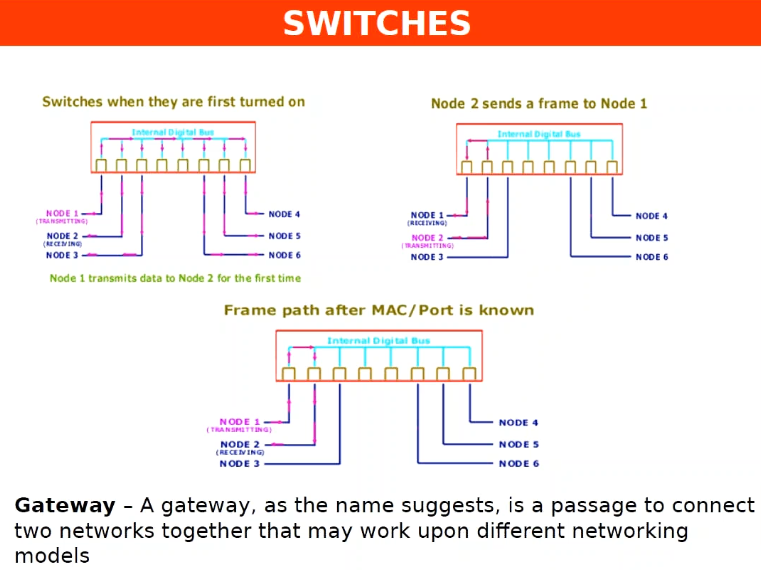 SWITCHES
Switches when they are first turned on
Internal Digital Bus
NODE 1
(TRANSMITTING)
NODE 2
(RECEIVING)
NODE 3
NODE 4
NODE 5
NODE 6
Node 1 transmits data to Node 2 for the first time
Node 2 sends a frame to Node 1
Internal Digital Bus
NODE 1
(RECEIVING)
NODE 2
(TRANSMITTING)
NODE 3
NODE 4
NODE 5
NODE 6
Frame path after MAC/Port is known
Internal Digital Bus
NODE 1
(TRANSMITTING)
NODE 2
(RECEIVING)
NODE 3
NODE 4
NODE 5
NODE 6
Gateway – A gateway, as the name suggests, is a passage to connect
two networks together that may work upon different networking
models